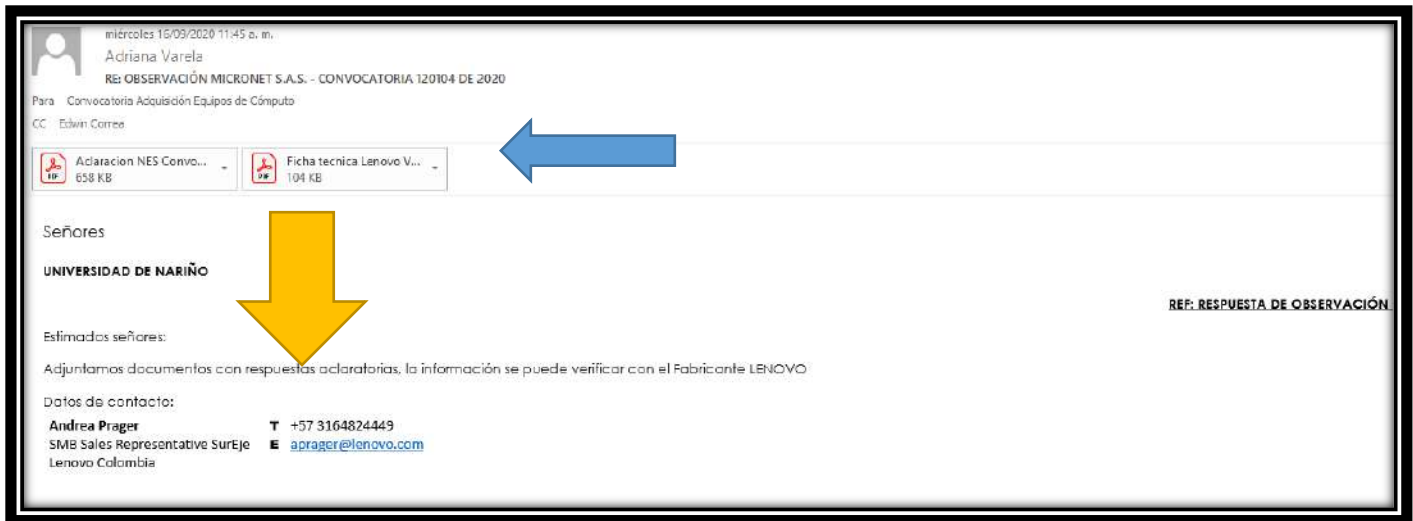 miércoles 16/09/2020 11:45 a. m.
Adriana Varela
RE: OBSERVACIÓN MICRONET S.A.S. - CONVOCATORIA 120104 DE 2020
Para Convocatoria Adquisición Equipos de Cómputo
CC Edwin Correa
Aclaracion NES Convo... Ficha tecnica Lenovo V...
658 KB 104 KB
Señores
UNIVERSIDAD DE NARIÑO
REF: RESPUESTA DE OBSERVACIÓN
Estimados señores:
Adjuntamos documentos con respuestas aclaratorias, la información se puede verificar con el Fabricante LENOVO
Datos de contacto:
Andrea Prager T +57 3164824449
SMB Sales Representative SurEje E aprager@lenovo.com
Lenovo Colombia